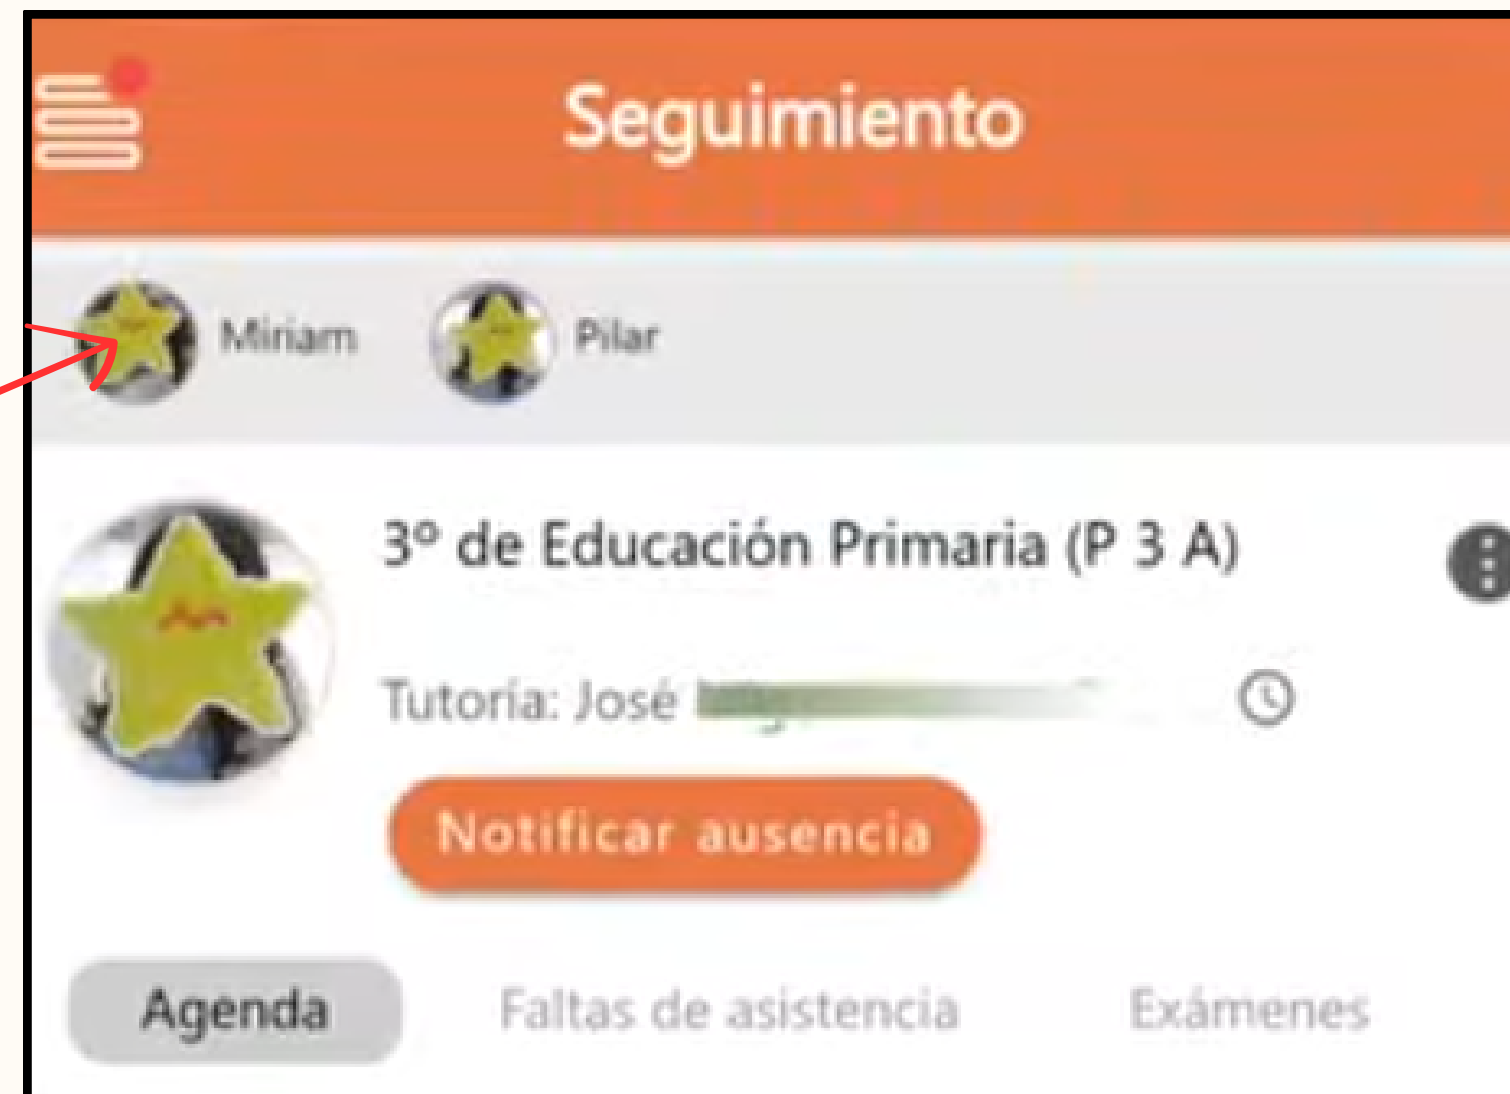 Seguimiento
Miriam Pilar
3º de Educación Primaria (P 3 A)
Tutoría: José
Notificar ausencia
Agenda Faltas de asistencia Exámenes